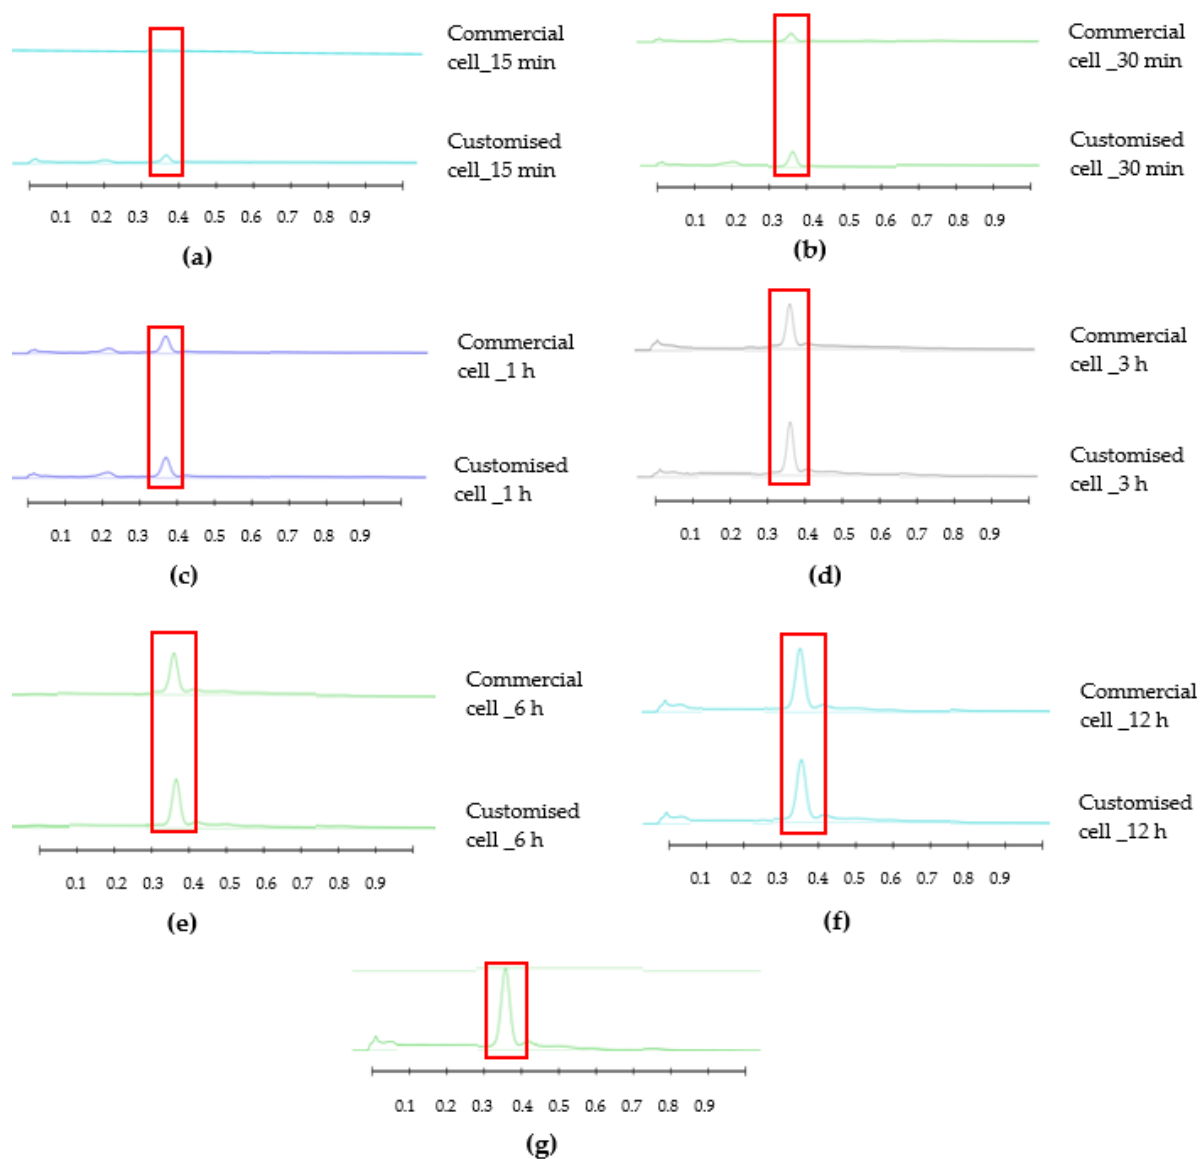 Commercial
cell_15 min
Customised
cell_15 min
0.1 0.2 0.3 0.4 0.5 0.6 0.7 0.8 0.9
(a)
Commercial
cell _30 min
Customised
cell _30 min
0.1 0.2 0.3 0.4 0.5 0.6 0.7 0.8 0.9
(b)
Commercial
cell _1 h
Customised
cell _1 h
0.1 0.2 0.3 0.4 0.5 0.6 0.7 0.8 0.9
(c)
Commercial
cell _3 h
Customised
cell _3 h
0.1 0.2 0.3 0.4 0.5 0.6 0.7 0.8 0.9
(d)
Commercial
cell _6 h
Customised
cell _6 h
0.1 0.2 0.3 0.4 0.5 0.6 0.7 0.8 0.9
(e)
Commercial
cell _12 h
Customised
cell _12 h
0.1 0.2 0.3 0.4 0.5 0.6 0.7 0.8 0.9
(f)
0.1 0.2 0.3 0.4 0.5 0.6 0.7 0.8 0.9
(g)